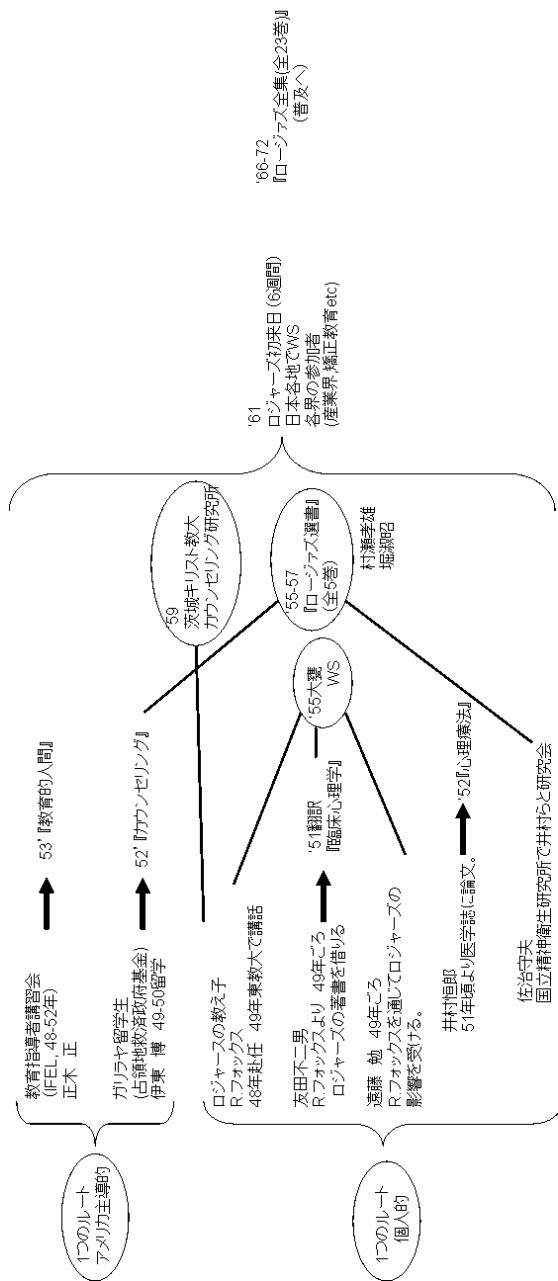 1つのルート
アメリカ主導的
教育指導者講習会
(IFEL, 48-52年)
正木 正
53’『教育的人間』
ガリラヤ留学生
(占領地救済政府基金)
伊東 博 49-50留学
52’『カウンセリング』
1つのルート
個人的
ロジャースの教え子
R.フォックス
48年赴任 49年東教大で講話
友田不二男
R.フォックスより 48年ごろ
ロジャーズの著書を借りる
'51翻訳
『臨床心理学』
遠藤 勉 49年ごろ
R.フォックスを通してロジャーズの
影響を受ける。
井村恒郎
51年頃より医学誌に論文。
'52『心理療法』
佐治守夫
国立精神衛生研究所で井村らと研究会
'59
茨城キリスト教大
カウンセリング研究所
'55大甕
WS
'55-57
『ロージァズ選書』
(全5巻)
村瀬孝雄
堀淑昭
'61
ロジャーズ初来日 (6週間)
日本各地でWS
各界の参加者
(産業界,矯正教育etc)
'66-72
『ロージァズ全集(全23巻)』
(普及へ)